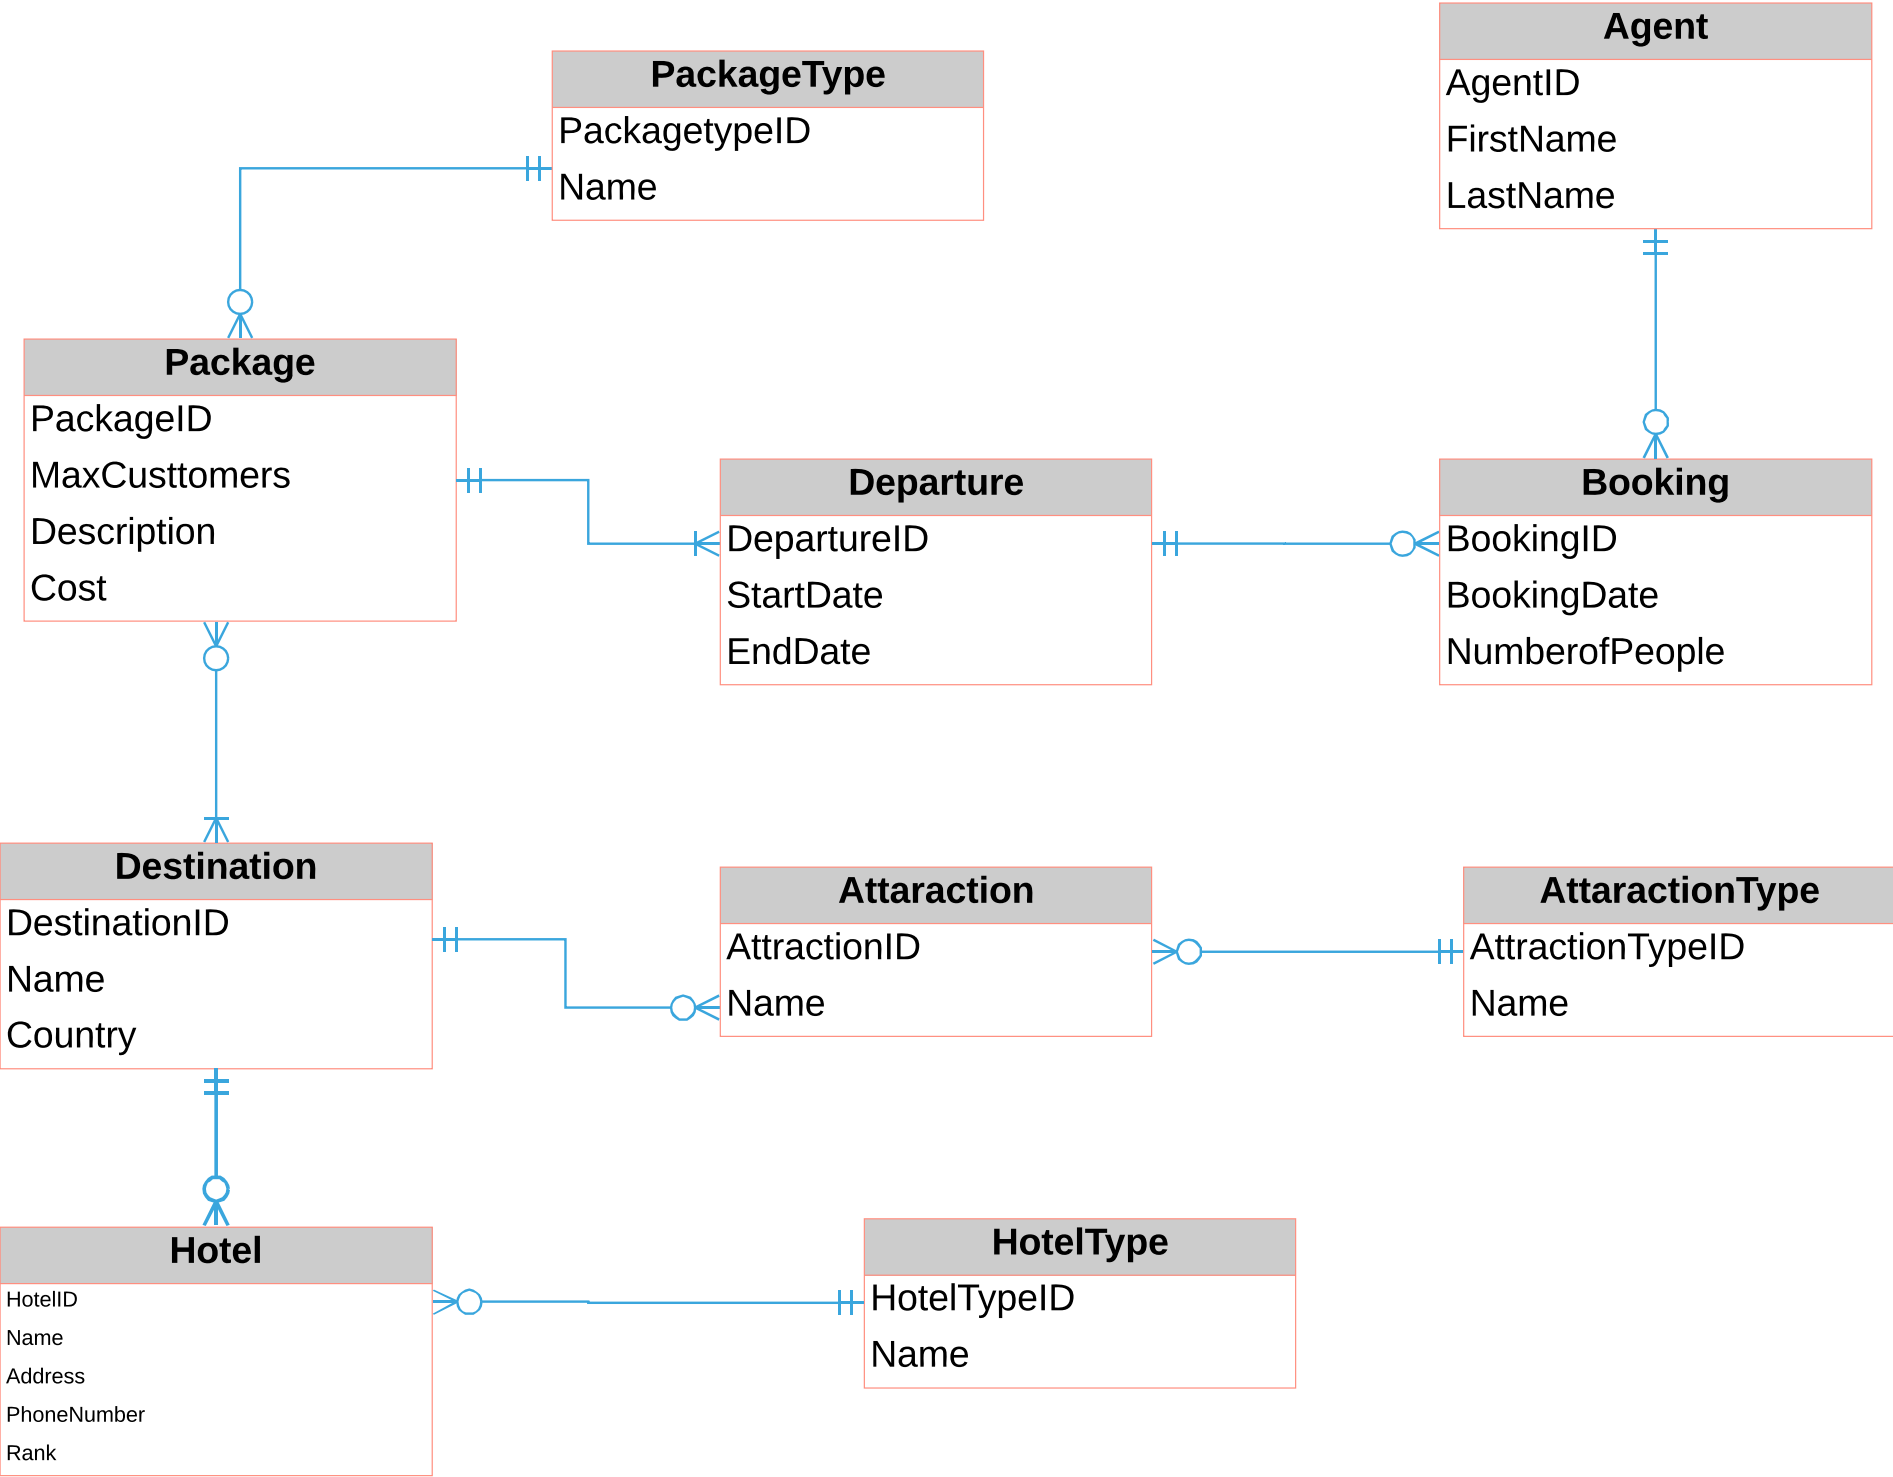 Agent
AgentID
FirstName
LastName
PackageType
PackagetypeID
Name
Package
PackageID
MaxCusttomers
Description
Cost
Departure
DepartureID
StartDate
EndDate
Booking
BookingID
BookingDate
NumberofPeople
Destination
DestinationID
Name
Country
Attaraction
AttractionID
Name
AttaractionType
AttractionTypeID
Name
Hotel
HotelID
Name
Address
PhoneNumber
Rank
HotelType
HotelTypeID
Name